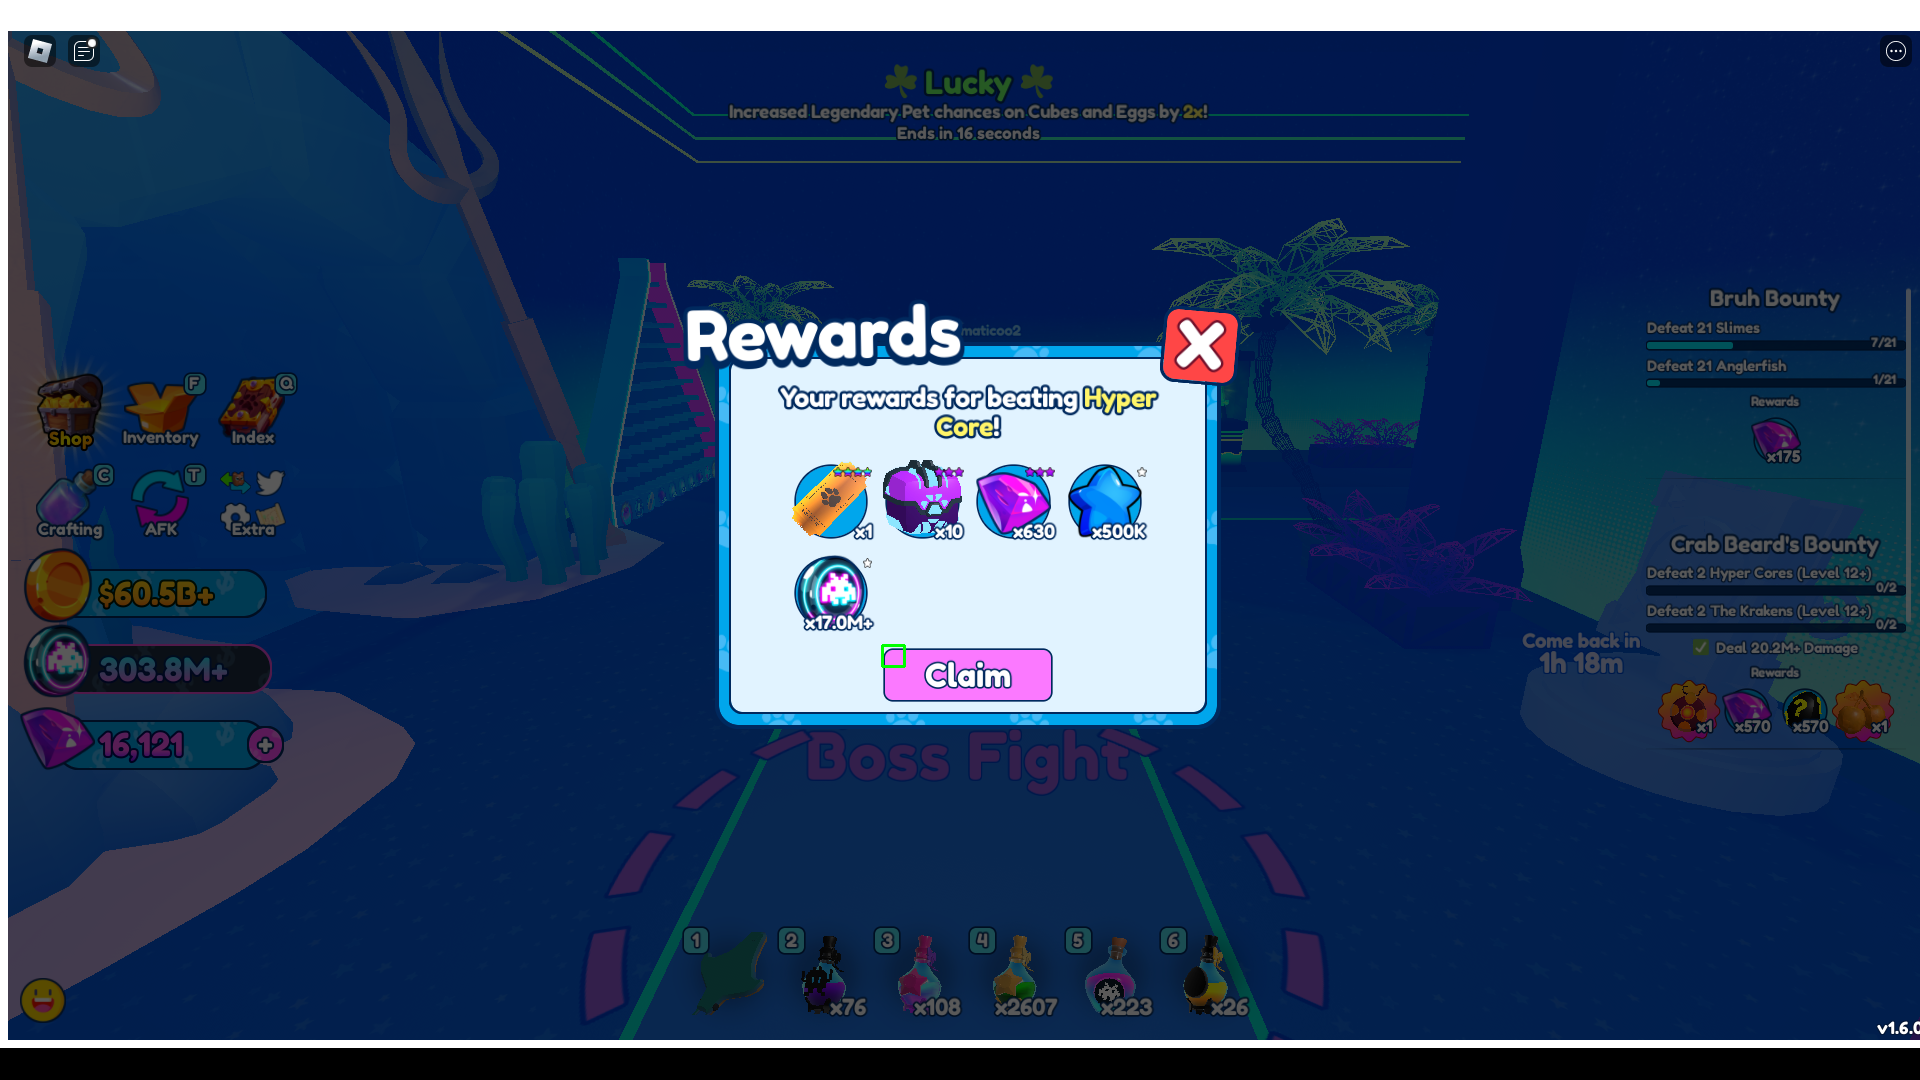 Lucky
Increased Legendary Pet chances on Cubes and Eggs by 2x!
Ends in 16 seconds
maticoo2
Rewards
Your rewards for beating Hyper
Core!
x1
x10
x630
x500K
x17.0M+
Claim
Boss Fight
Shop
F
Inventory
Q
Index
C
Crafting
T
AFK
Extra
$60.5B+
303.8M+
16,121
+
Bruh Bounty
Defeat 21 Slimes
7/21
Defeat 21 Anglerfish
1/21
Rewards
x175
Crab Beard's Bounty
Defeat 2 Hyper Cores (Level 12+)
0/2
Defeat 2 The Krakens (Level 12+)
0/2
Deal 20.2M+ Damage
Rewards
x1
x570
?
x570
x1
Come back in
1h 18m
1
2
x76
3
x108
4
x2607
5
x223
6
x26
v1.6.0